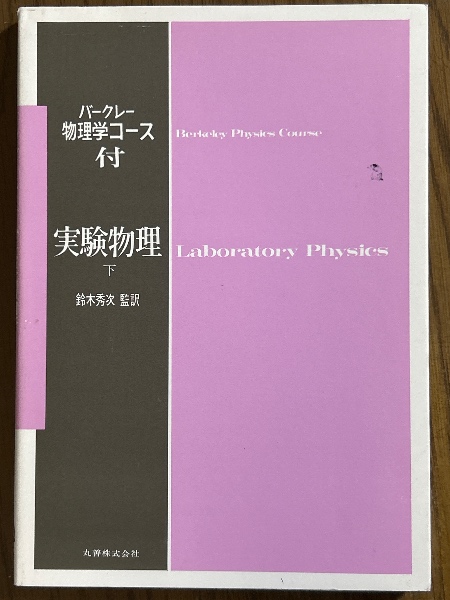 バークレー
物理学コース
付
Berkeley Physics Course
実験物理
Laboratory Physics
下
鈴木秀次 監訳
丸善株式会社